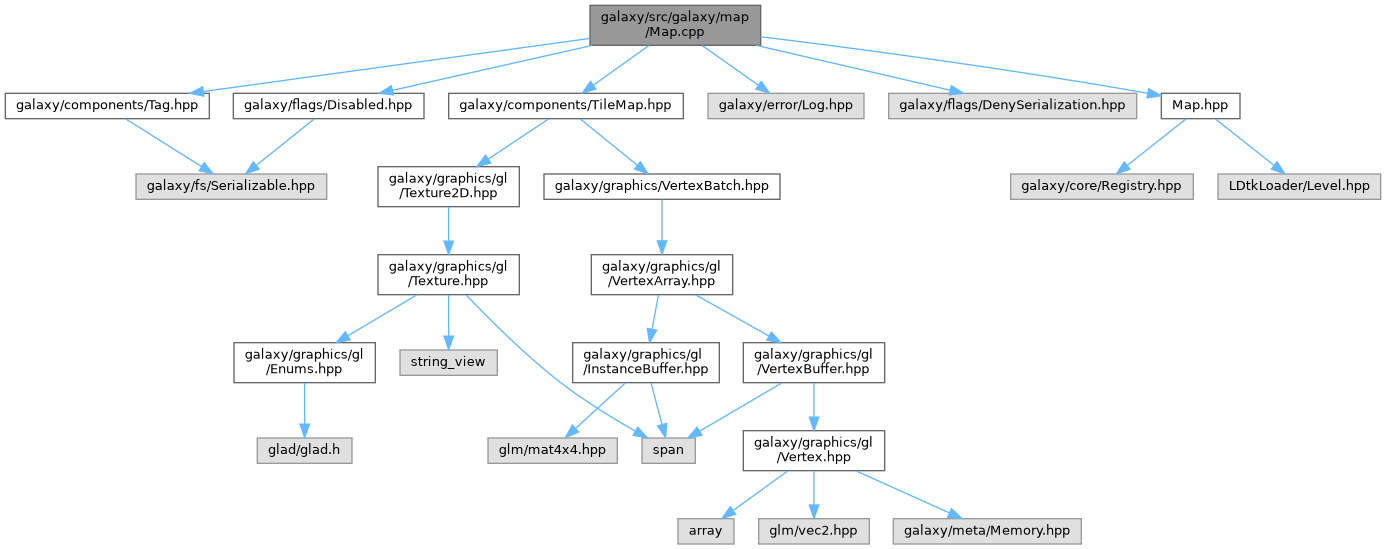 galaxy/src/galaxy/map
/Map.cpp
galaxy/components/Tag.hpp
galaxy/flags/Disabled.hpp
galaxy/components/TileMap.hpp
galaxy/error/Log.hpp
galaxy/flags/DenySerialization.hpp
Map.hpp
galaxy/fs/Serializable.hpp
galaxy/graphics/gl
/Texture2D.hpp
galaxy/graphics/VertexBatch.hpp
galaxy/core/Registry.hpp
LDtkLoader/Level.hpp
galaxy/graphics/gl
/Texture.hpp
galaxy/graphics/gl
/VertexArray.hpp
galaxy/graphics/gl
/Enums.hpp
string_view
galaxy/graphics/gl
/InstanceBuffer.hpp
galaxy/graphics/gl
/VertexBuffer.hpp
glad/glad.h
glm/mat4x4.hpp
span
galaxy/graphics/gl
/Vertex.hpp
array
glm/vec2.hpp
galaxy/meta/Memory.hpp